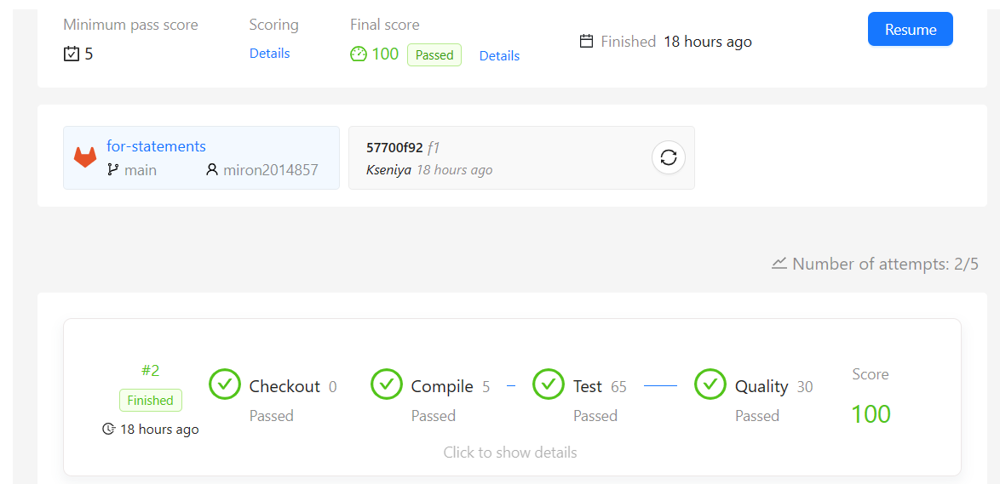 Minimum pass score
Scoring
Final score
5
Details
100 Passed Details
Finished 18 hours ago
Resume
for-statements
main
miron2014857
57700f92 f1
Kseniya 18 hours ago
Number of attempts: 2/5
#2
Finished
18 hours ago
Checkout 0
Passed
Compile 5
Passed
Test 65
Passed
Quality 30
Passed
Score
100
Click to show details